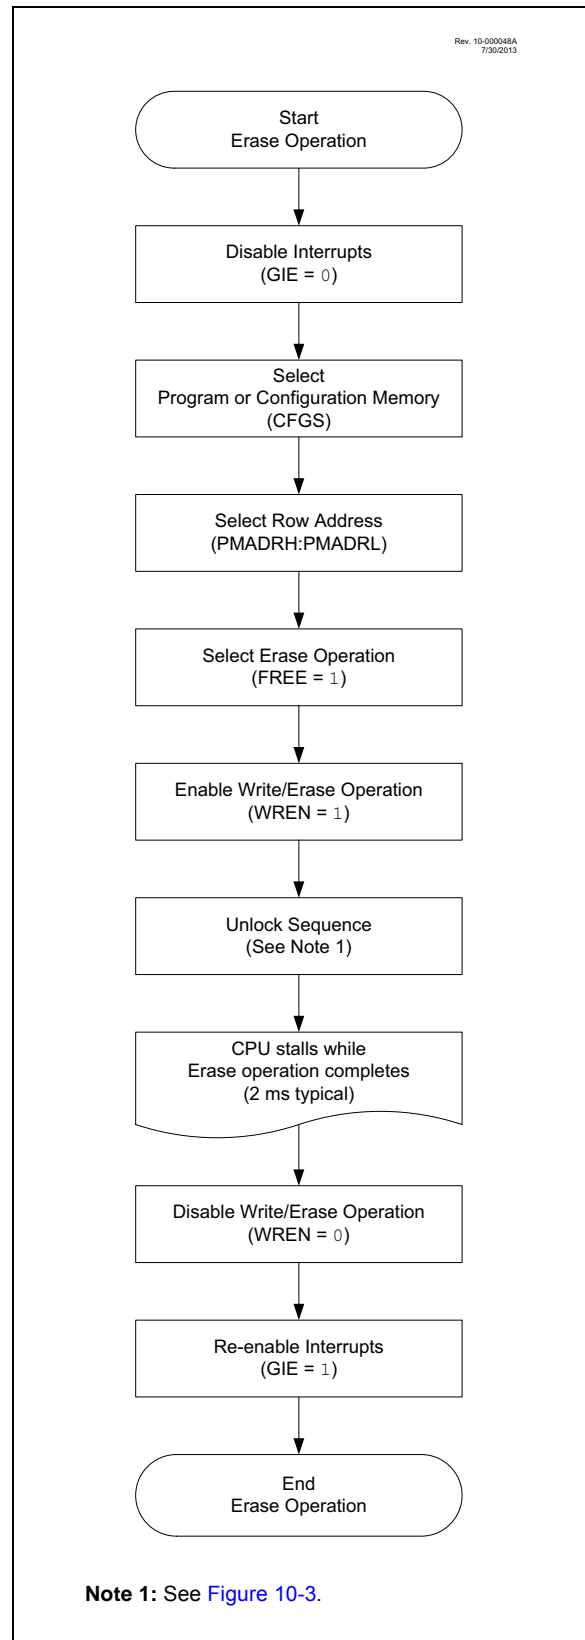 Rev. 10-000048A
7/30/2013
Start
Erase Operation
Disable Interrupts
(GIE = 0)
Select
Program or Configuration Memory
(CFGS)
Select Row Address
(PMADRH:PMADRL)
Select Erase Operation
(FREE = 1)
Enable Write/Erase Operation
(WREN = 1)
Unlock Sequence
(See Note 1)
CPU stalls while
Erase operation completes
(2 ms typical)
Disable Write/Erase Operation
(WREN = 0)
Re-enable Interrupts
(GIE = 1)
End
Erase Operation
Note 1: See Figure 10-3.